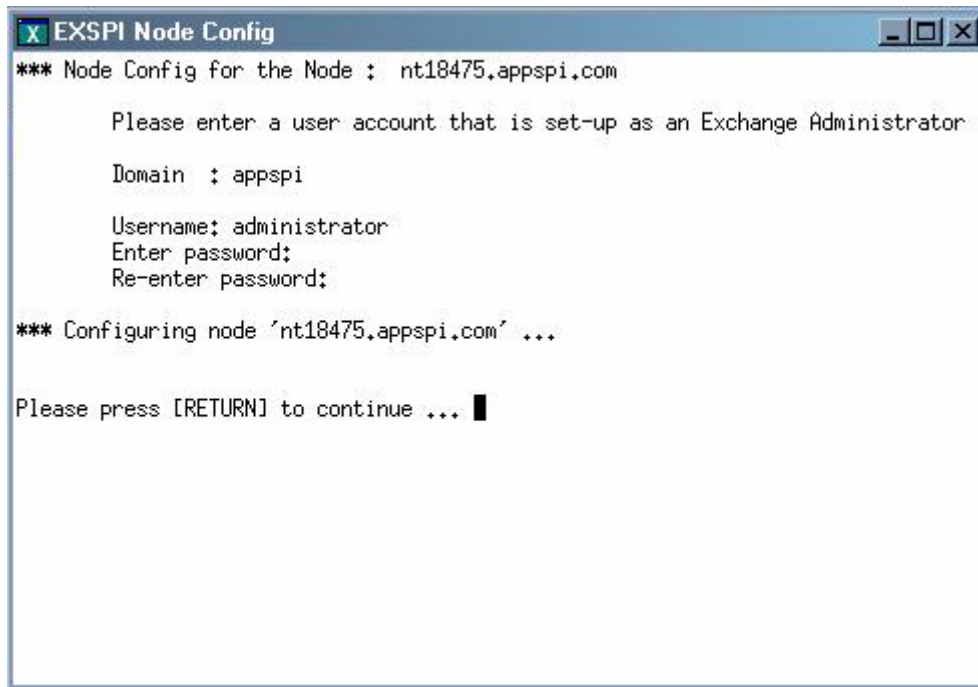 X EXSPI Node Config
*** Node Config for the Node : nt18475.appspi.com
Please enter a user account that is set-up as an Exchange Administrator
Domain : appspi
Username: administrator
Enter password:
Re-enter password:
*** Configuring node 'nt18475.appspi.com' ...
Please press [RETURN] to continue ...